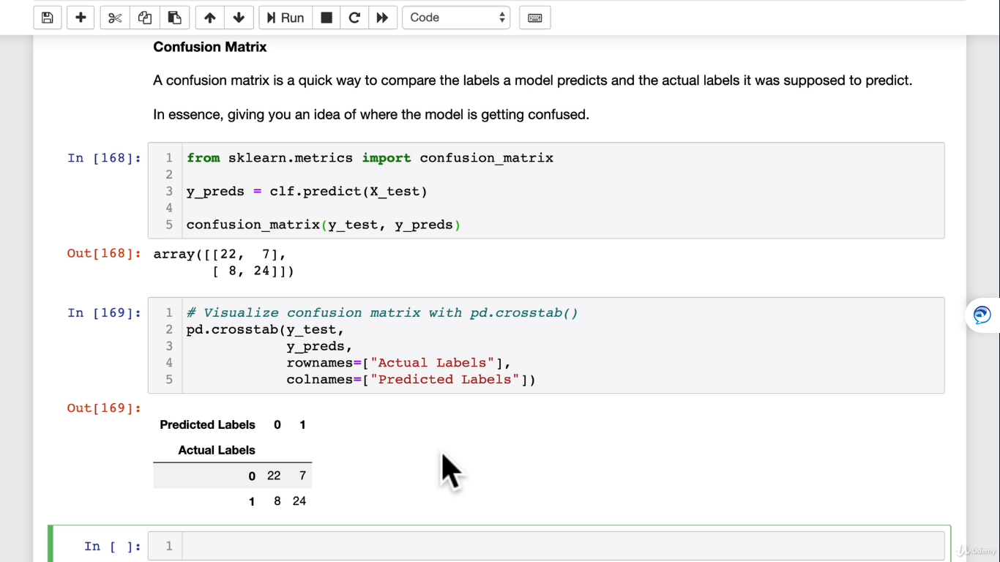 Run Code
Confusion Matrix
A confusion matrix is a quick way to compare the labels a model predicts and the actual labels it was supposed to predict.
In essence, giving you an idea of where the model is getting confused.
In [168]: 1 from sklearn.metrics import confusion_matrix
2
3 y_preds = clf.predict(X_test)
4
5 confusion_matrix(y_test, y_preds)
Out[168]: array([[22,  7],
       [ 8, 24]])
In [169]: 1 # Visualize confusion matrix with pd.crosstab()
2 pd.crosstab(y_test,
3             y_preds,
4             rownames=["Actual Labels"],
5             colnames=["Predicted Labels"])
Out[169]:
Predicted Labels 0 1
Actual Labels
0 22 7
1 8 24
In [ ]: 1
Udemy